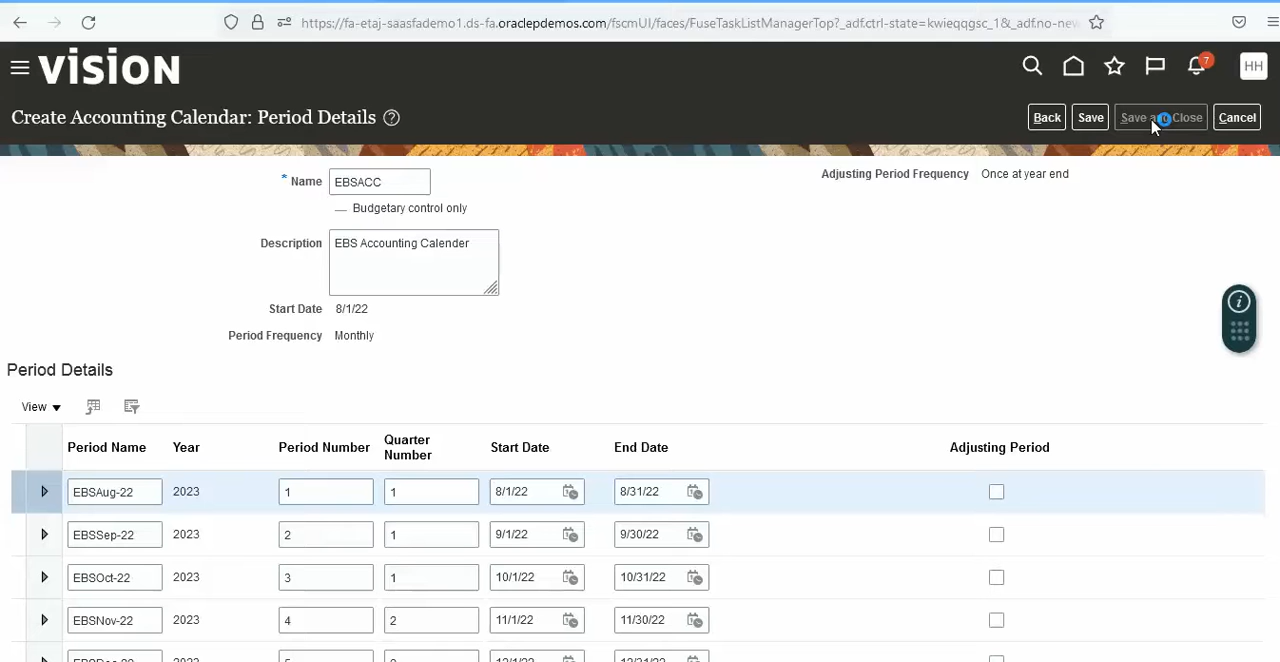 https://fa-etaj-saasfademo1.ds-fa.oraclepdemos.com/fscmUI/faces/FuseTaskListManagerTop?_adf.ctrl-state=kwieqqgsc_1&_adf.no-new
VISION
7
HH
Create Accounting Calendar: Period Details
Back Save Save and Close Cancel
* Name EBSACC
Adjusting Period Frequency Once at year end
Budgetary control only
Description EBS Accounting Calender
Start Date 8/1/22
Period Frequency Monthly
Period Details
View
Period Name Year Period Number Quarter Number Start Date End Date Adjusting Period
EBSAug-22 2023 1 1 8/1/22 8/31/22
EBSSep-22 2023 2 1 9/1/22 9/30/22
EBSOct-22 2023 3 1 10/1/22 10/31/22
EBSNov-22 2023 4 2 11/1/22 11/30/22